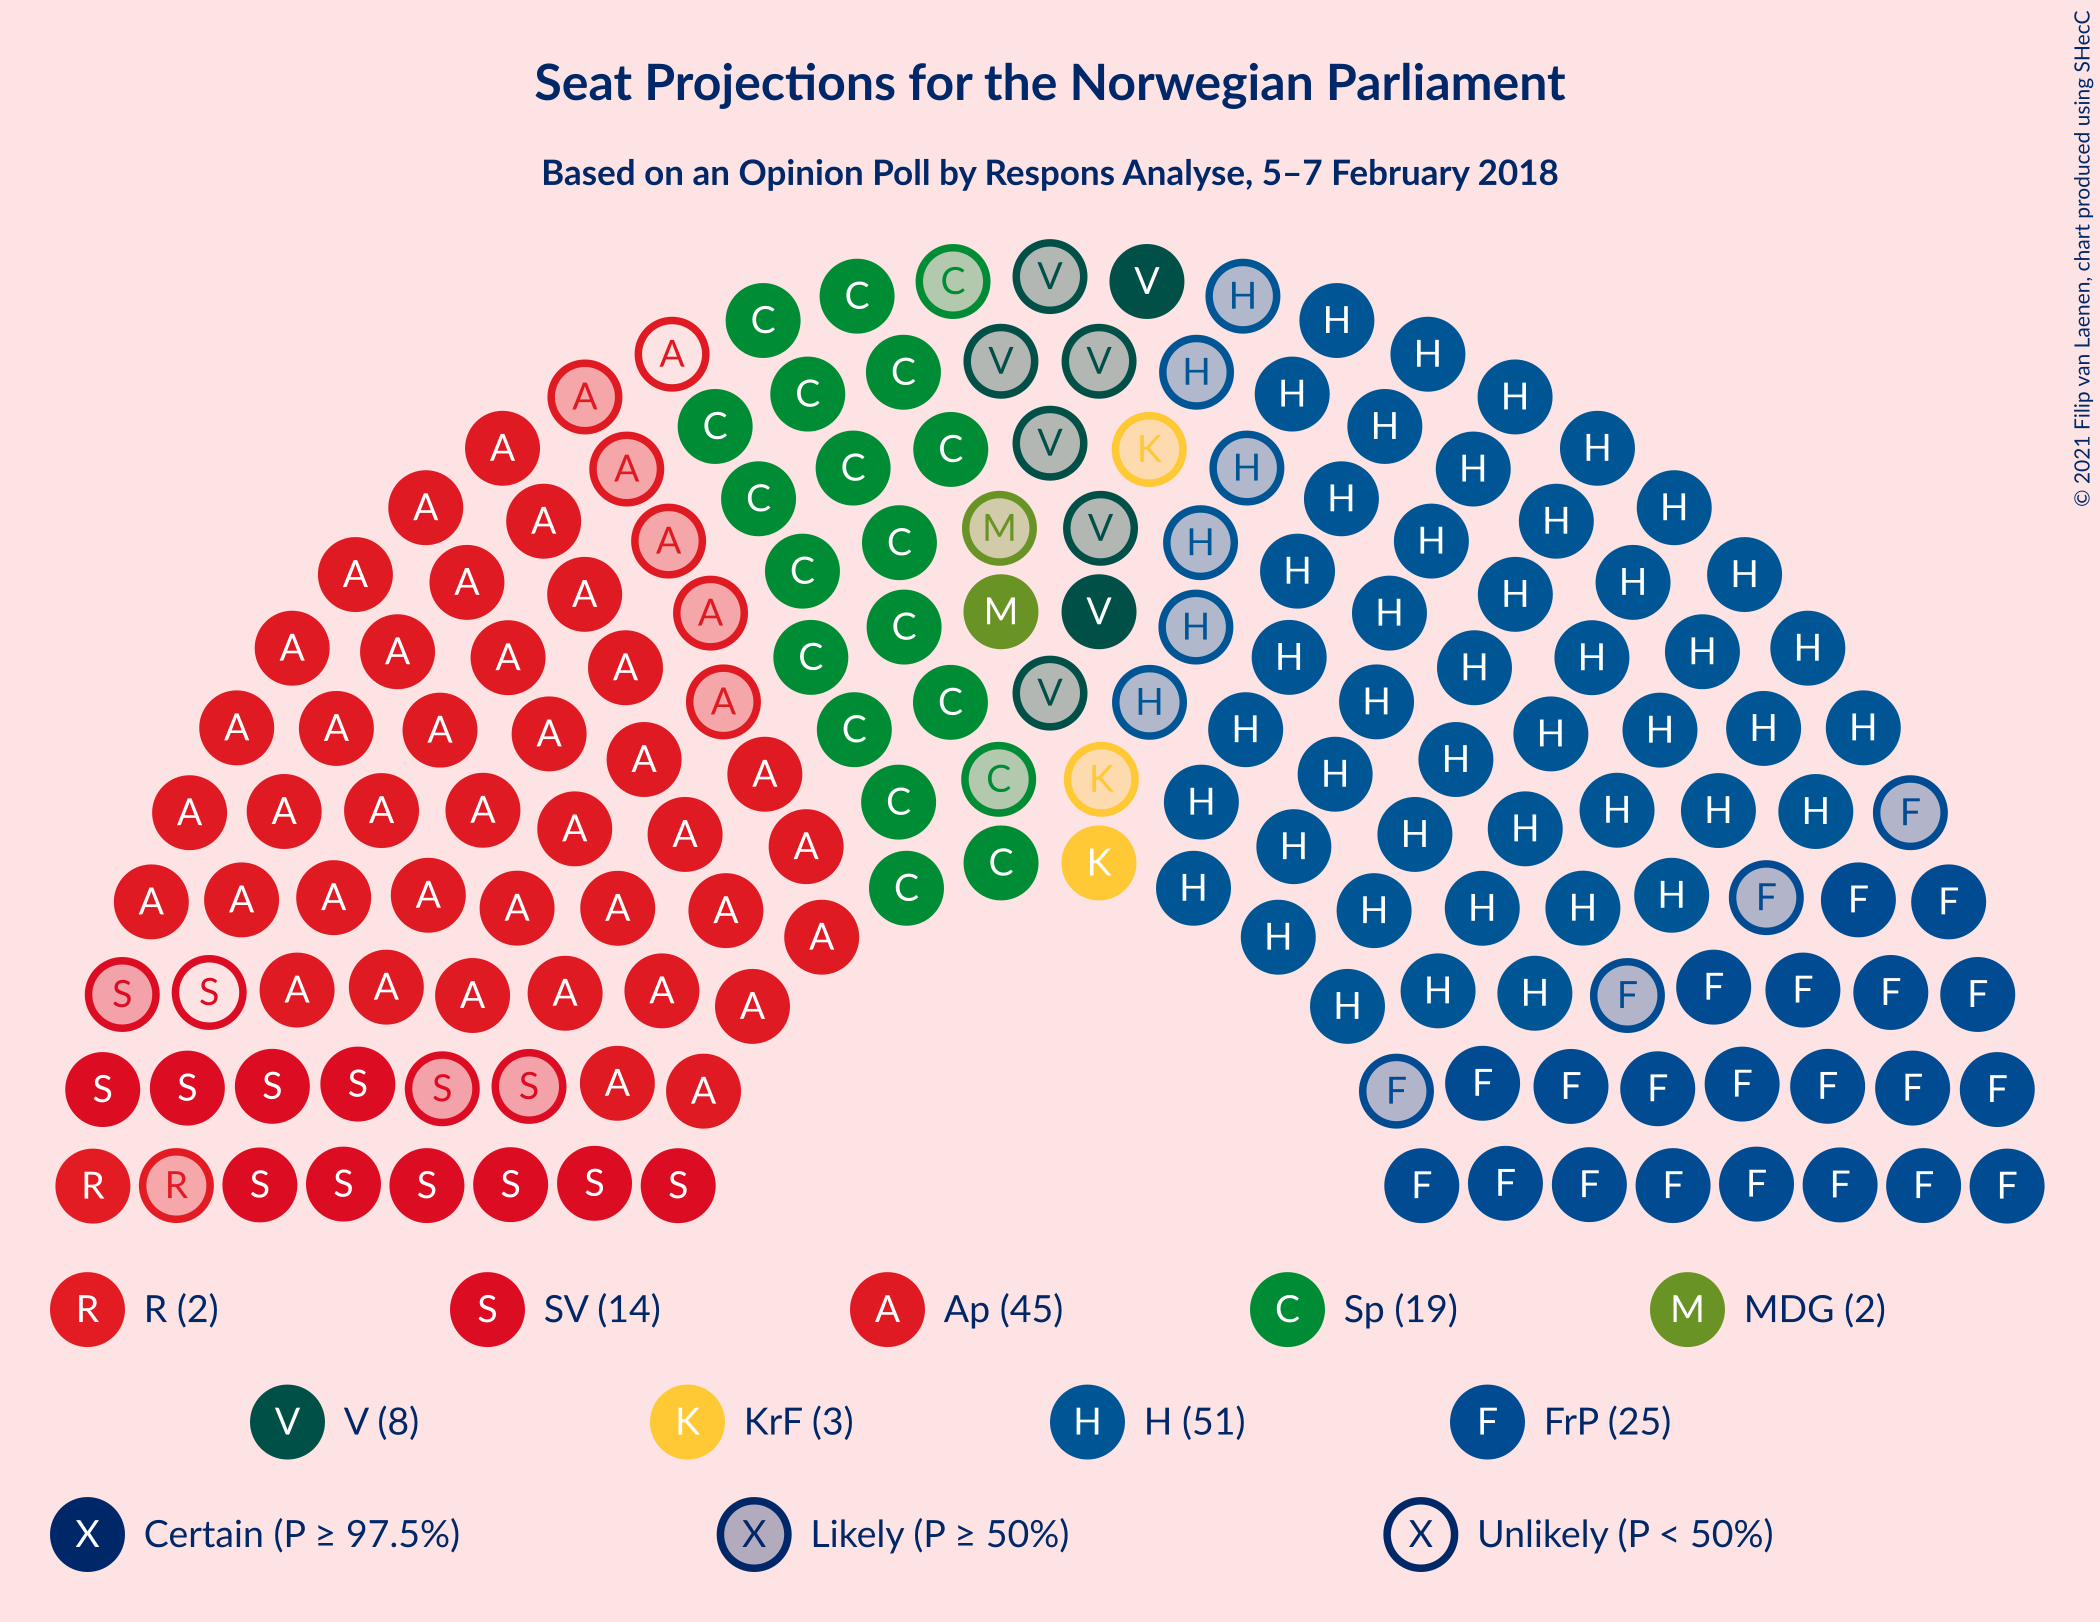 Seat Projections for the Norwegian Parliament
Based on an Opinion Poll by Respons Analyse, 5–7 February 2018
© 2021 Filip van Laenen, chart produced using SHecC
C C C V V H H H
A A C C C V V H H H H H
A A C C C V K H H H H H
A A A C C M V H H H H H
A A A A C C M V H H H H H H
A A A A A C C V H H H H H H H
A A A A A A C C K H H H H H H H
A A A A A A A C C K H H H H H H H F
A A A A A A A A H H H H H H F F F
S S A A A A A A H H H F F F F F
S S S S S S A A F F F F F F F F
R R S S S S S S F F F F F F F F
R R (2) S SV (14) A Ap (45) C Sp (19) M MDG (2)
V V (8) K KrF (3) H H (51) F FrP (25)
X Certain (P ≥ 97.5%) X Likely (P ≥ 50%) X Unlikely (P < 50%)